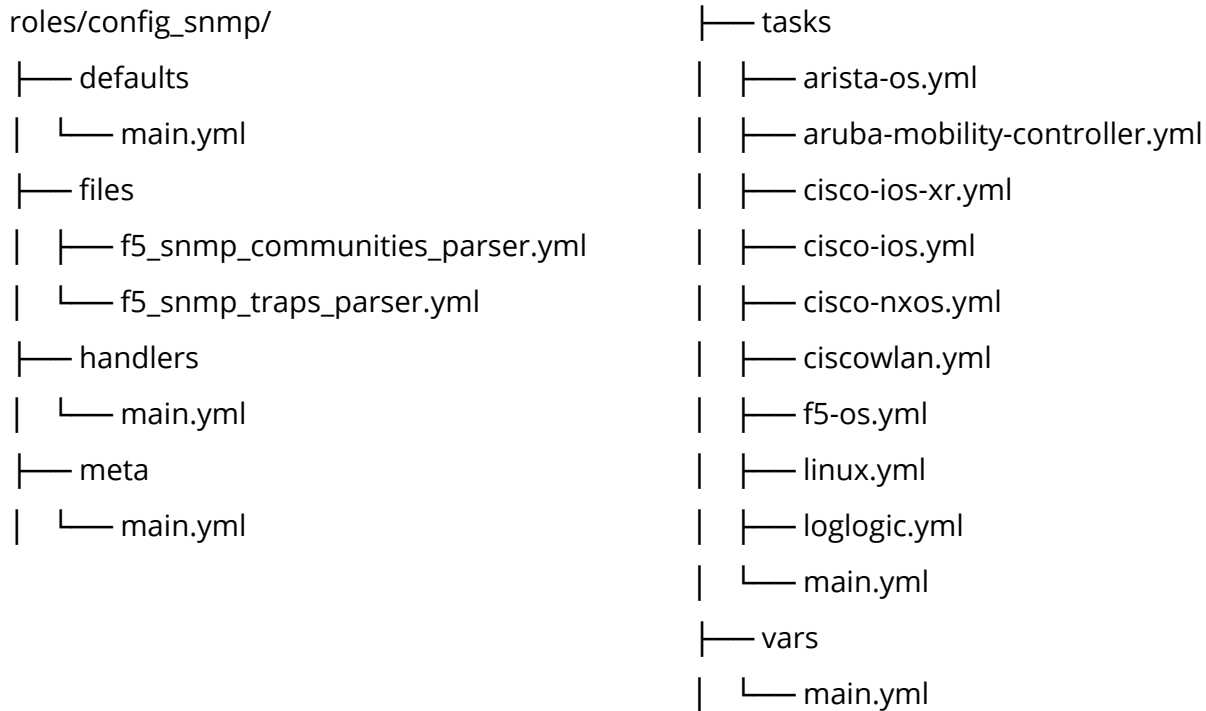 roles/config_snmp/
├── defaults
│   └── main.yml
├── files
│   ├── f5_snmp_communities_parser.yml
│   └── f5_snmp_traps_parser.yml
├── handlers
│   └── main.yml
├── meta
│   └── main.yml
├── tasks
│   ├── arista-os.yml
│   ├── aruba-mobility-controller.yml
│   ├── cisco-ios-xr.yml
│   ├── cisco-ios.yml
│   ├── cisco-nxos.yml
│   ├── ciscowlan.yml
│   ├── f5-os.yml
│   ├── linux.yml
│   ├── loglogic.yml
│   └── main.yml
├── vars
│   └── main.yml